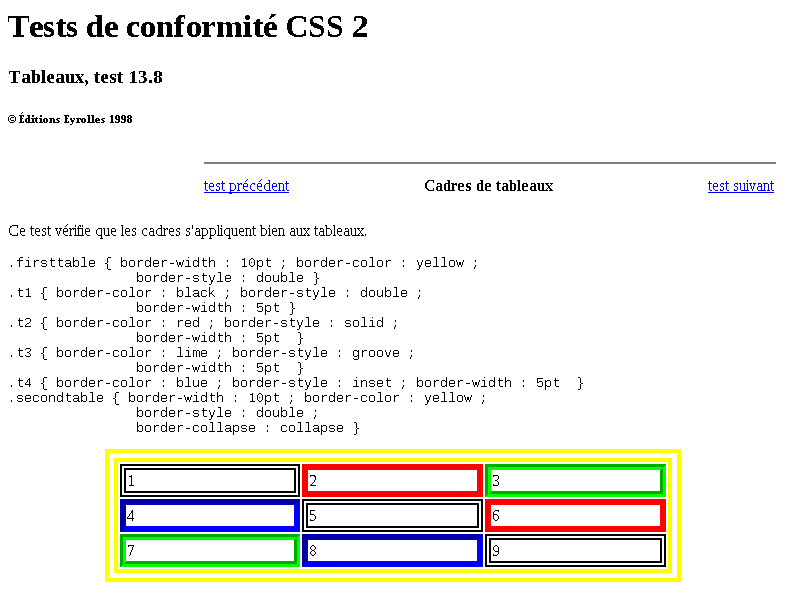 Tests de conformité CSS 2
Tableaux, test 13.8
© Éditions Eyrolles 1998
test précédent Cadres de tableaux test suivant
Ce test vérifie que les cadres s'appliquent bien aux tableaux.
.firsttable { border-width : 10pt ; border-color : yellow ;
border-style : double }
.t1 { border-color : black ; border-style : double ;
border-width : 5pt }
.t2 { border-color : red ; border-style : solid ;
border-width : 5pt }
.t3 { border-color : lime ; border-style : groove ;
border-width : 5pt }
.t4 { border-color : blue ; border-style : inset ; border-width : 5pt }
.secondtable { border-width : 10pt ; border-color : yellow ;
border-style : double ;
border-collapse : collapse }
1 2 3
4 5 6
7 8 9